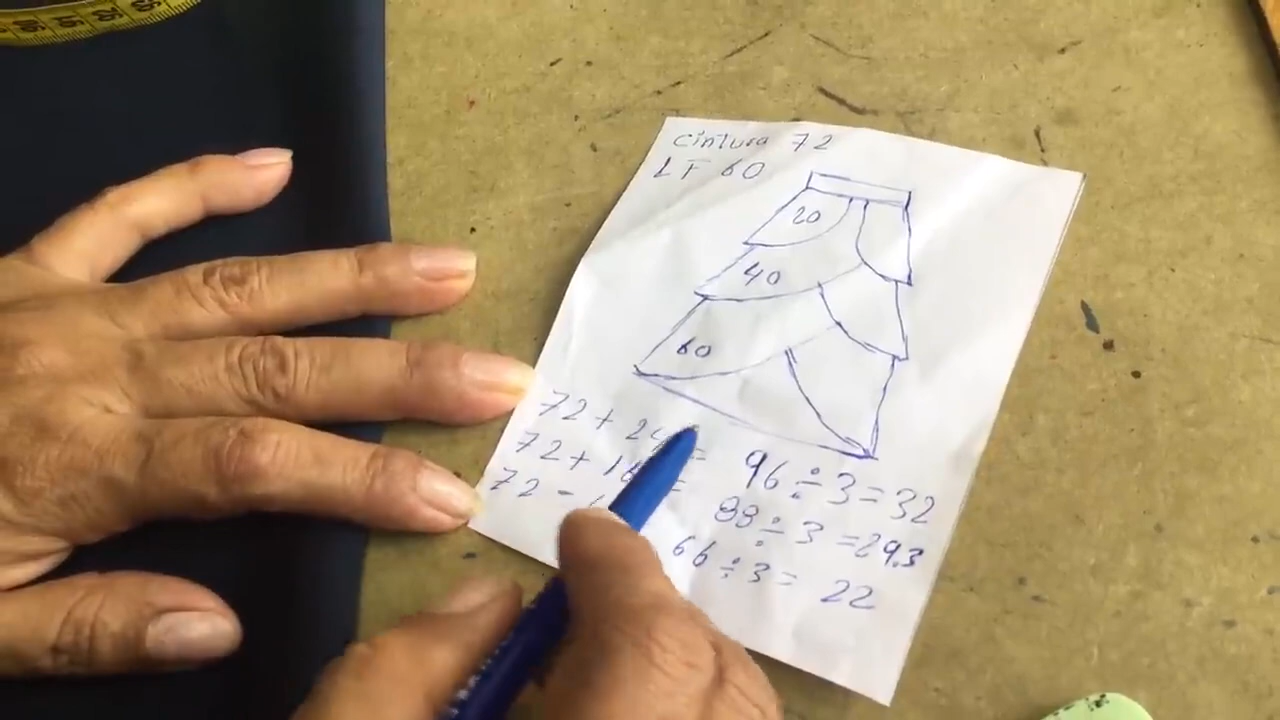 cintura 72
LF 60
20
40
60
72 + 24 = 96 ÷ 3 = 32
72 + 16 = 88 ÷ 3 = 29.3
72 - 66 ÷ 3 = 22